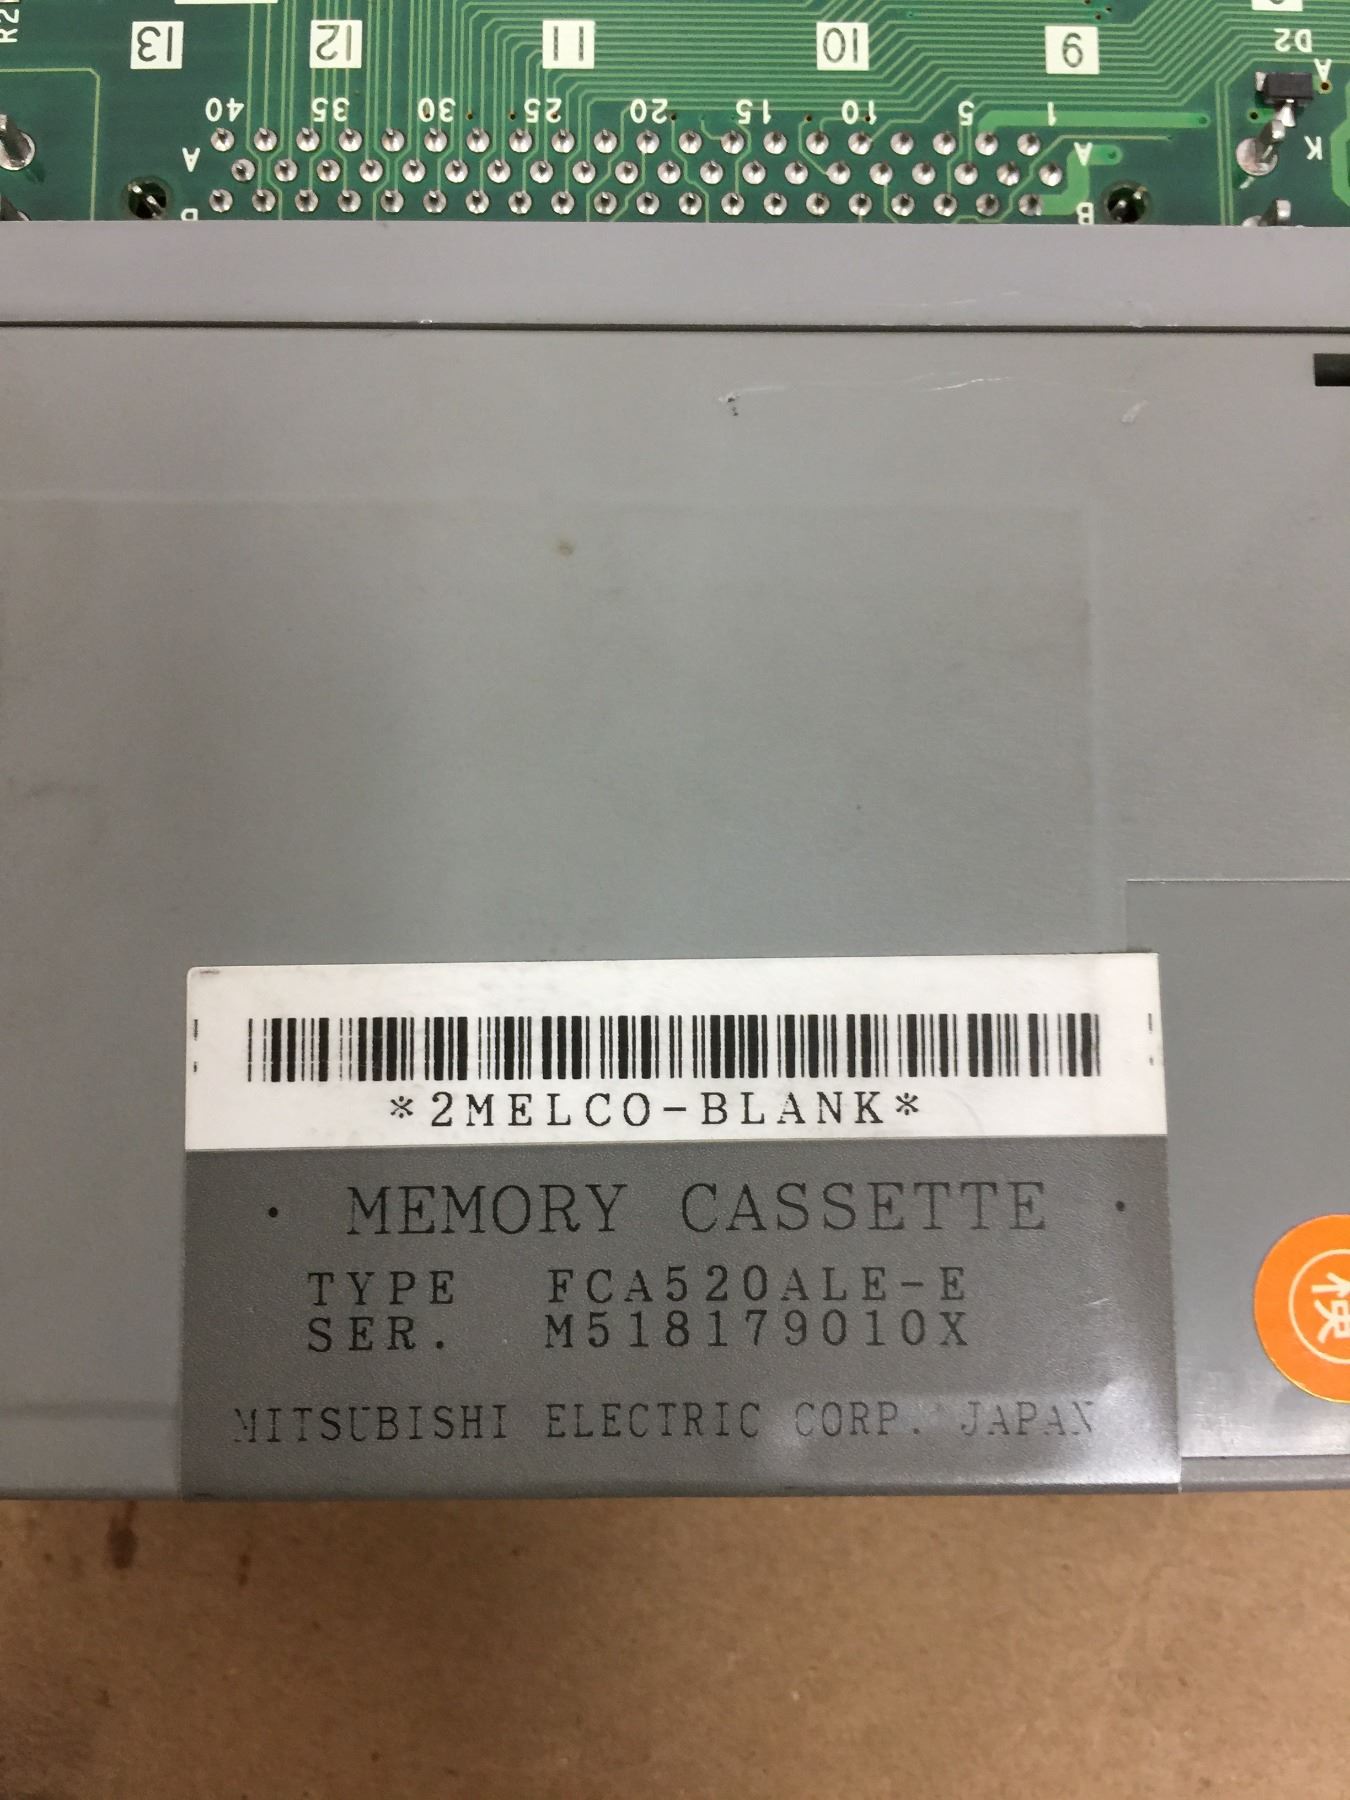 13 12 11 10 9 D2
40 35 30 25 20 15 10 5 1 A
A A K
B B
*2MELCO-BLANK*
· MEMORY CASSETTE ·
TYPE FCA520ALE-E
SER. M518179010X
MITSUBISHI ELECTRIC CORP. JAPAN
検